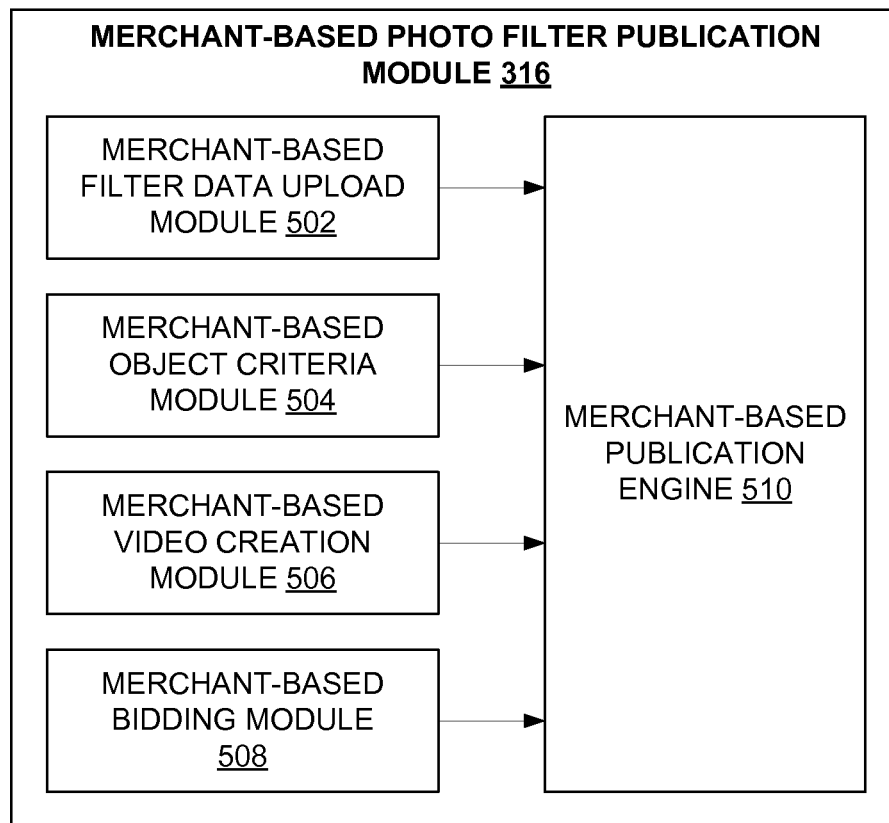 MERCHANT-BASED PHOTO FILTER PUBLICATION
MODULE 316
MERCHANT-BASED
FILTER DATA UPLOAD
MODULE 502
MERCHANT-BASED
OBJECT CRITERIA
MODULE 504
MERCHANT-BASED
VIDEO CREATION
MODULE 506
MERCHANT-BASED
BIDDING MODULE
508
MERCHANT-BASED
PUBLICATION
ENGINE 510